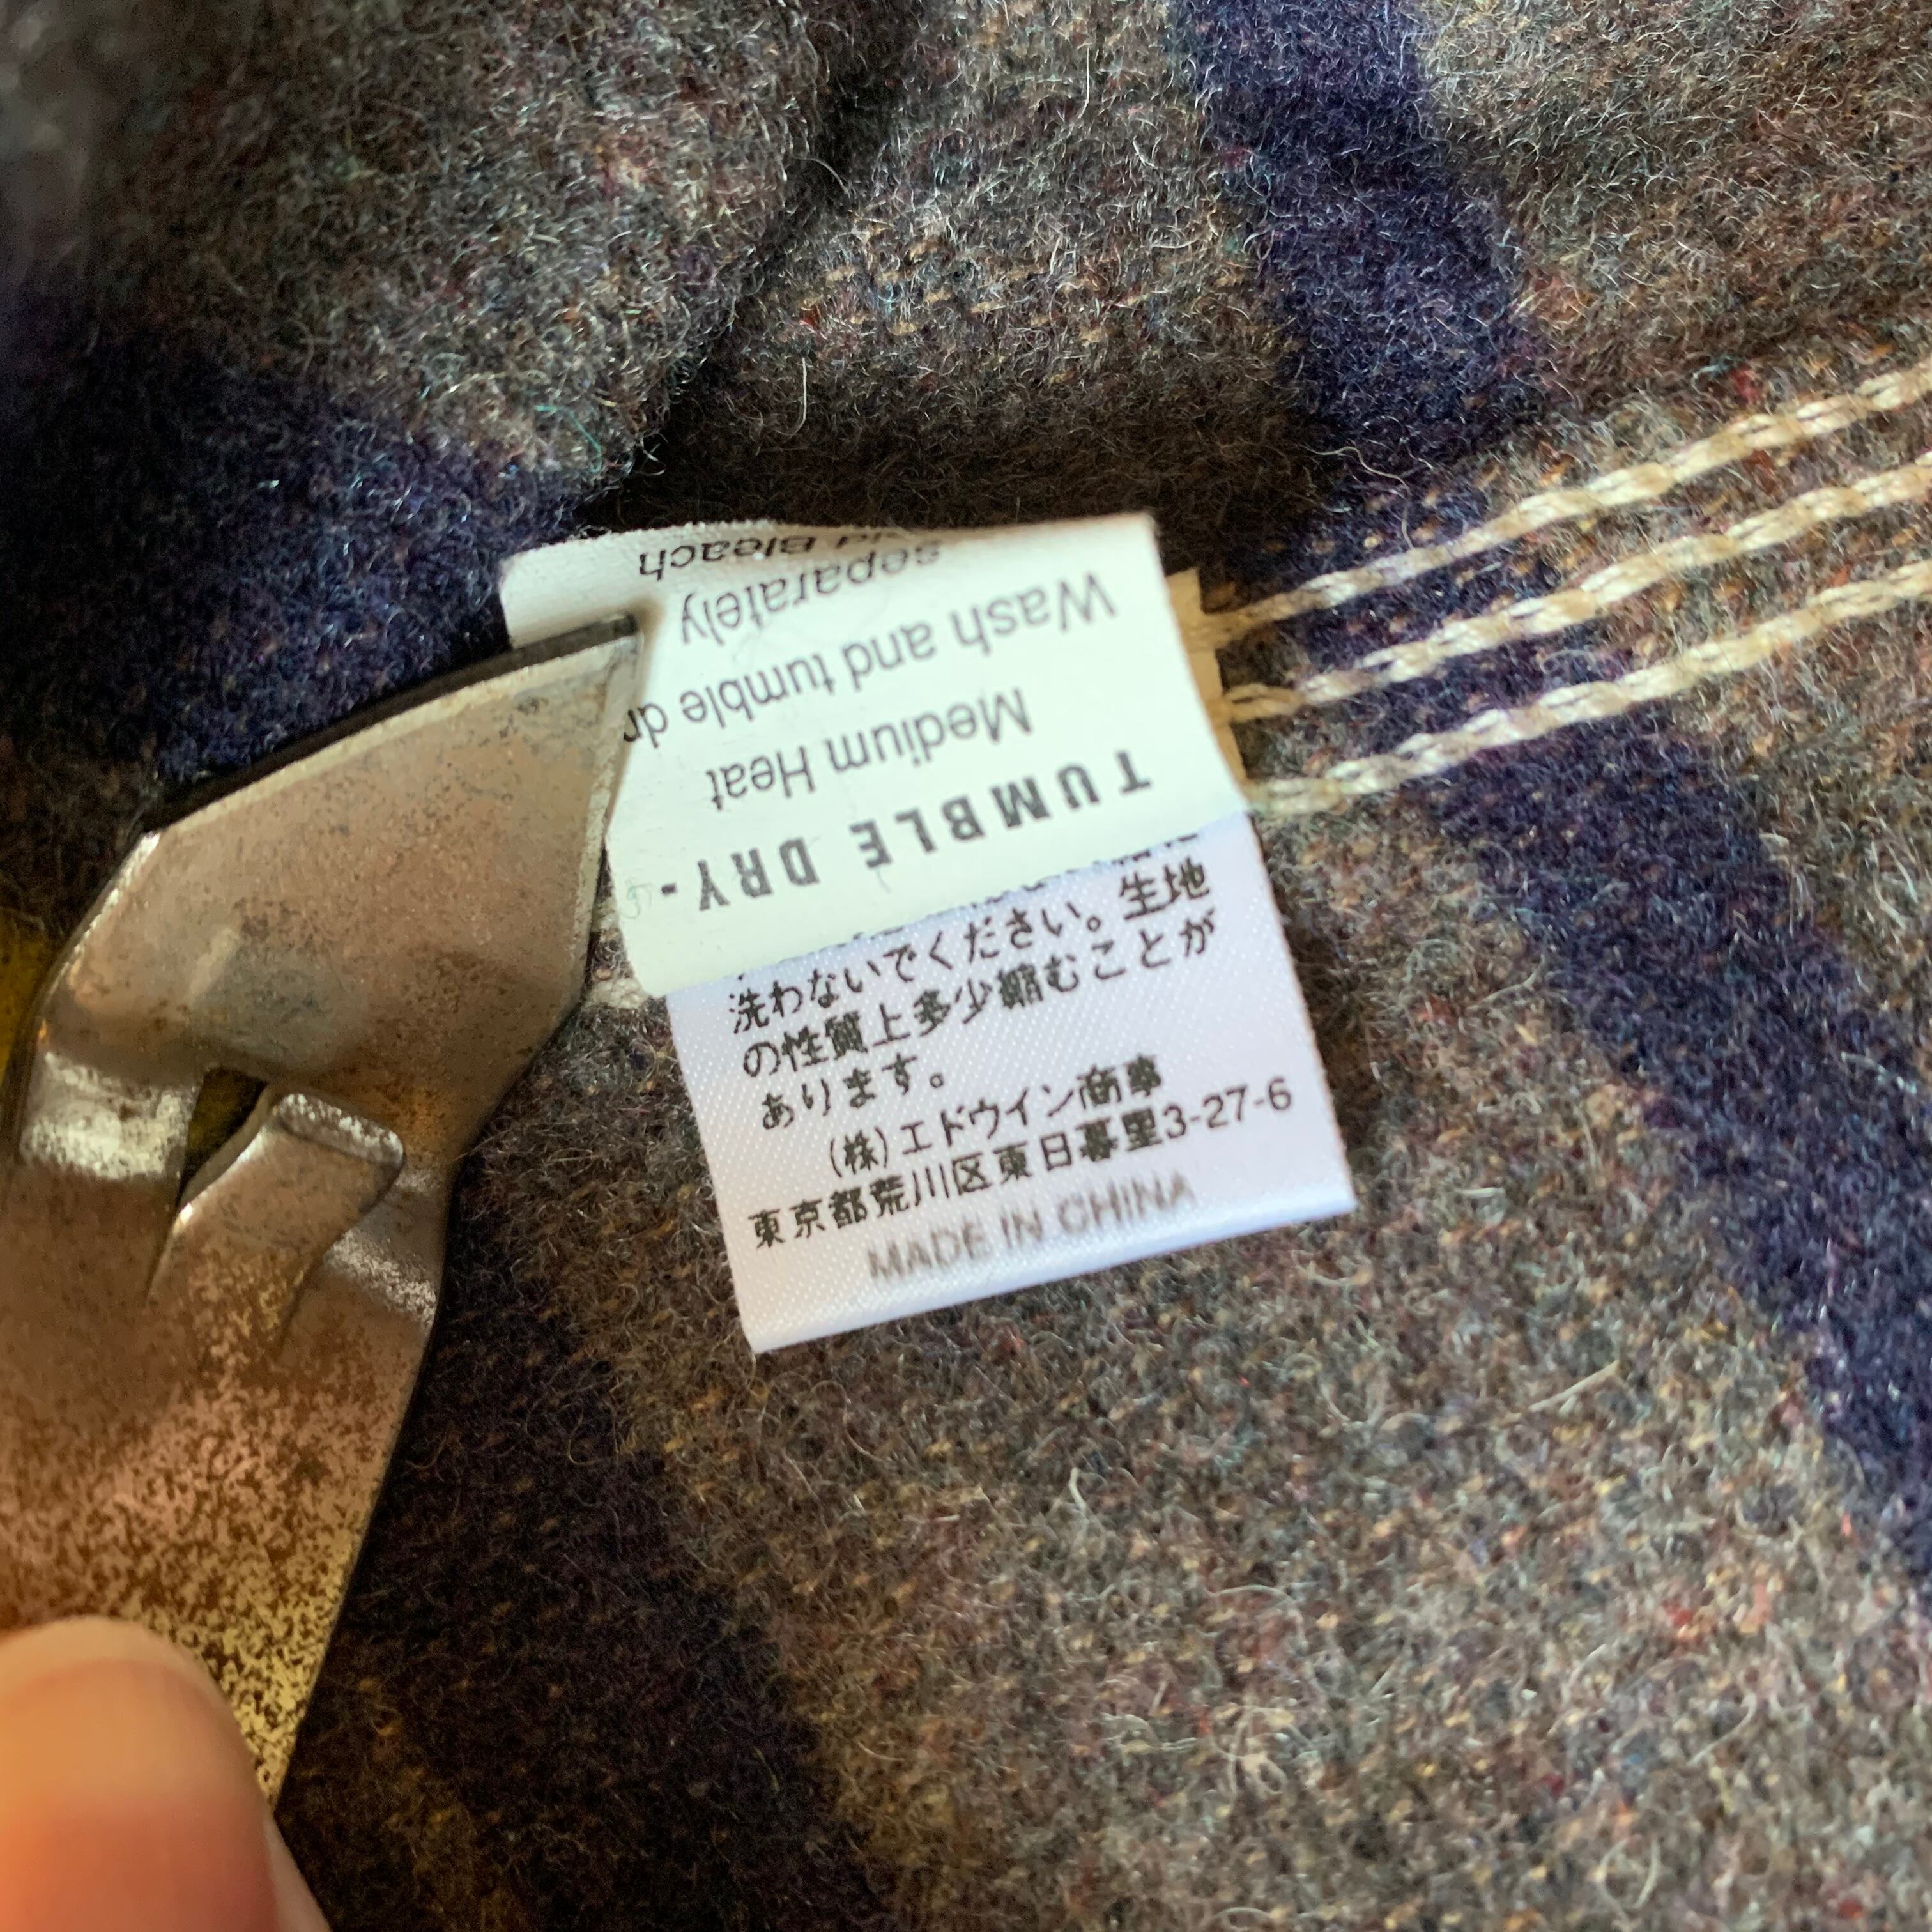 TUMBLE DRY -
Medium Heat
Wash and tumble
separately
Bleach
洗わないでください。生地
の性質上多少縮むことが
あります。
(株)エドウイン商事
東京都荒川区東日暮里3-27-6
MADE IN CHINA